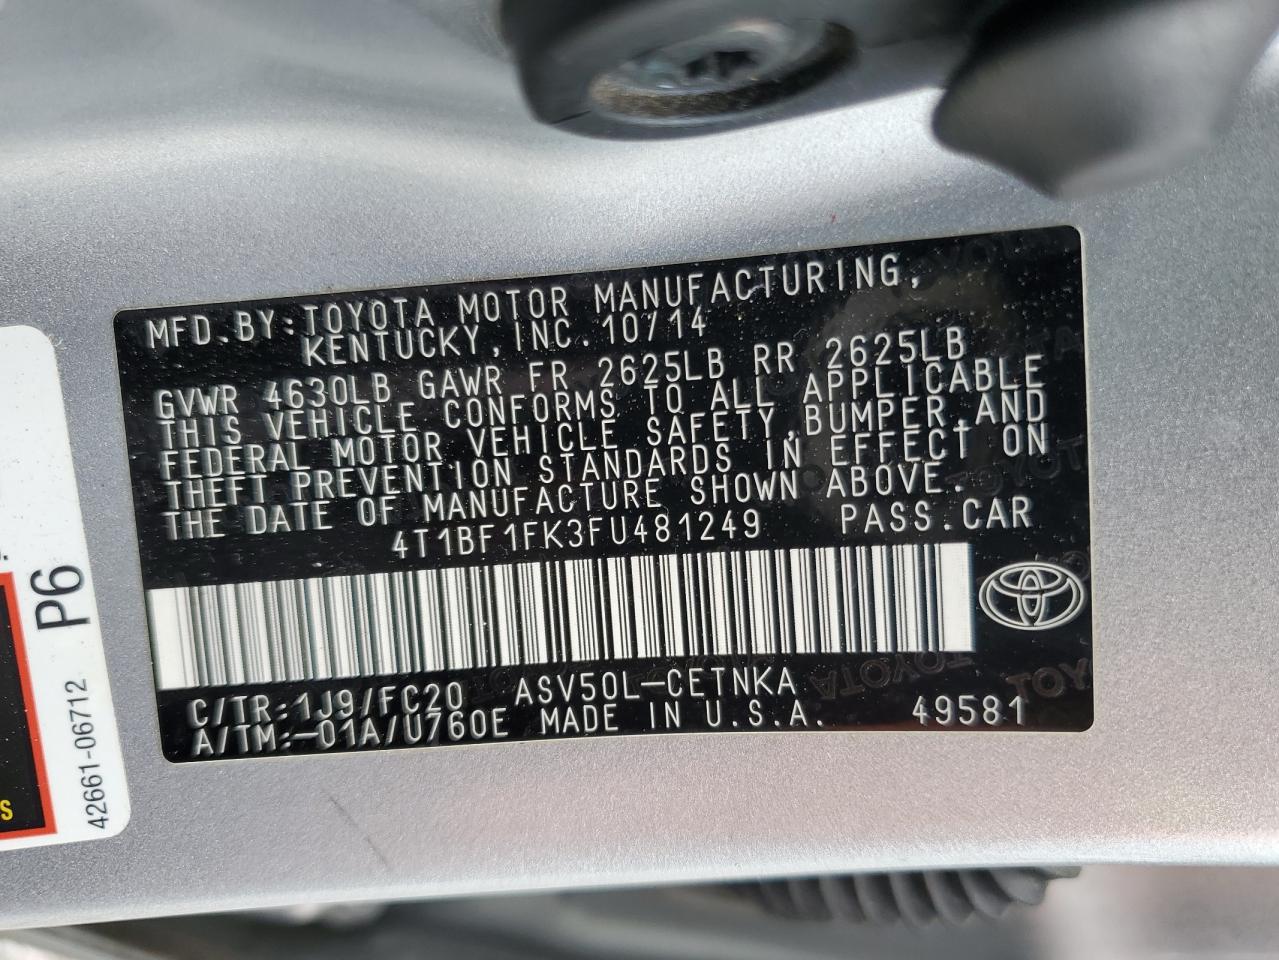 MFD.BY:TOYOTA MOTOR MANUFACTURING,
KENTUCKY,INC.10/14
GVWR 4630LB GAWR FR 2625LB RR 2625LB
THIS VEHICLE CONFORMS TO ALL APPLICABLE
FEDERAL MOTOR VEHICLE SAFETY,BUMPER,AND
THEFT PREVENTION STANDARDS IN EFFECT ON
THE DATE OF MANUFACTURE SHOWN ABOVE.
4T1BF1FK3FU481249 PASS.CAR
C/TR:1J9/FC20 ASV50L-CETNKA
A/TM:-01A/U760E MADE IN U.S.A. 49581
P6
42661-06712
S